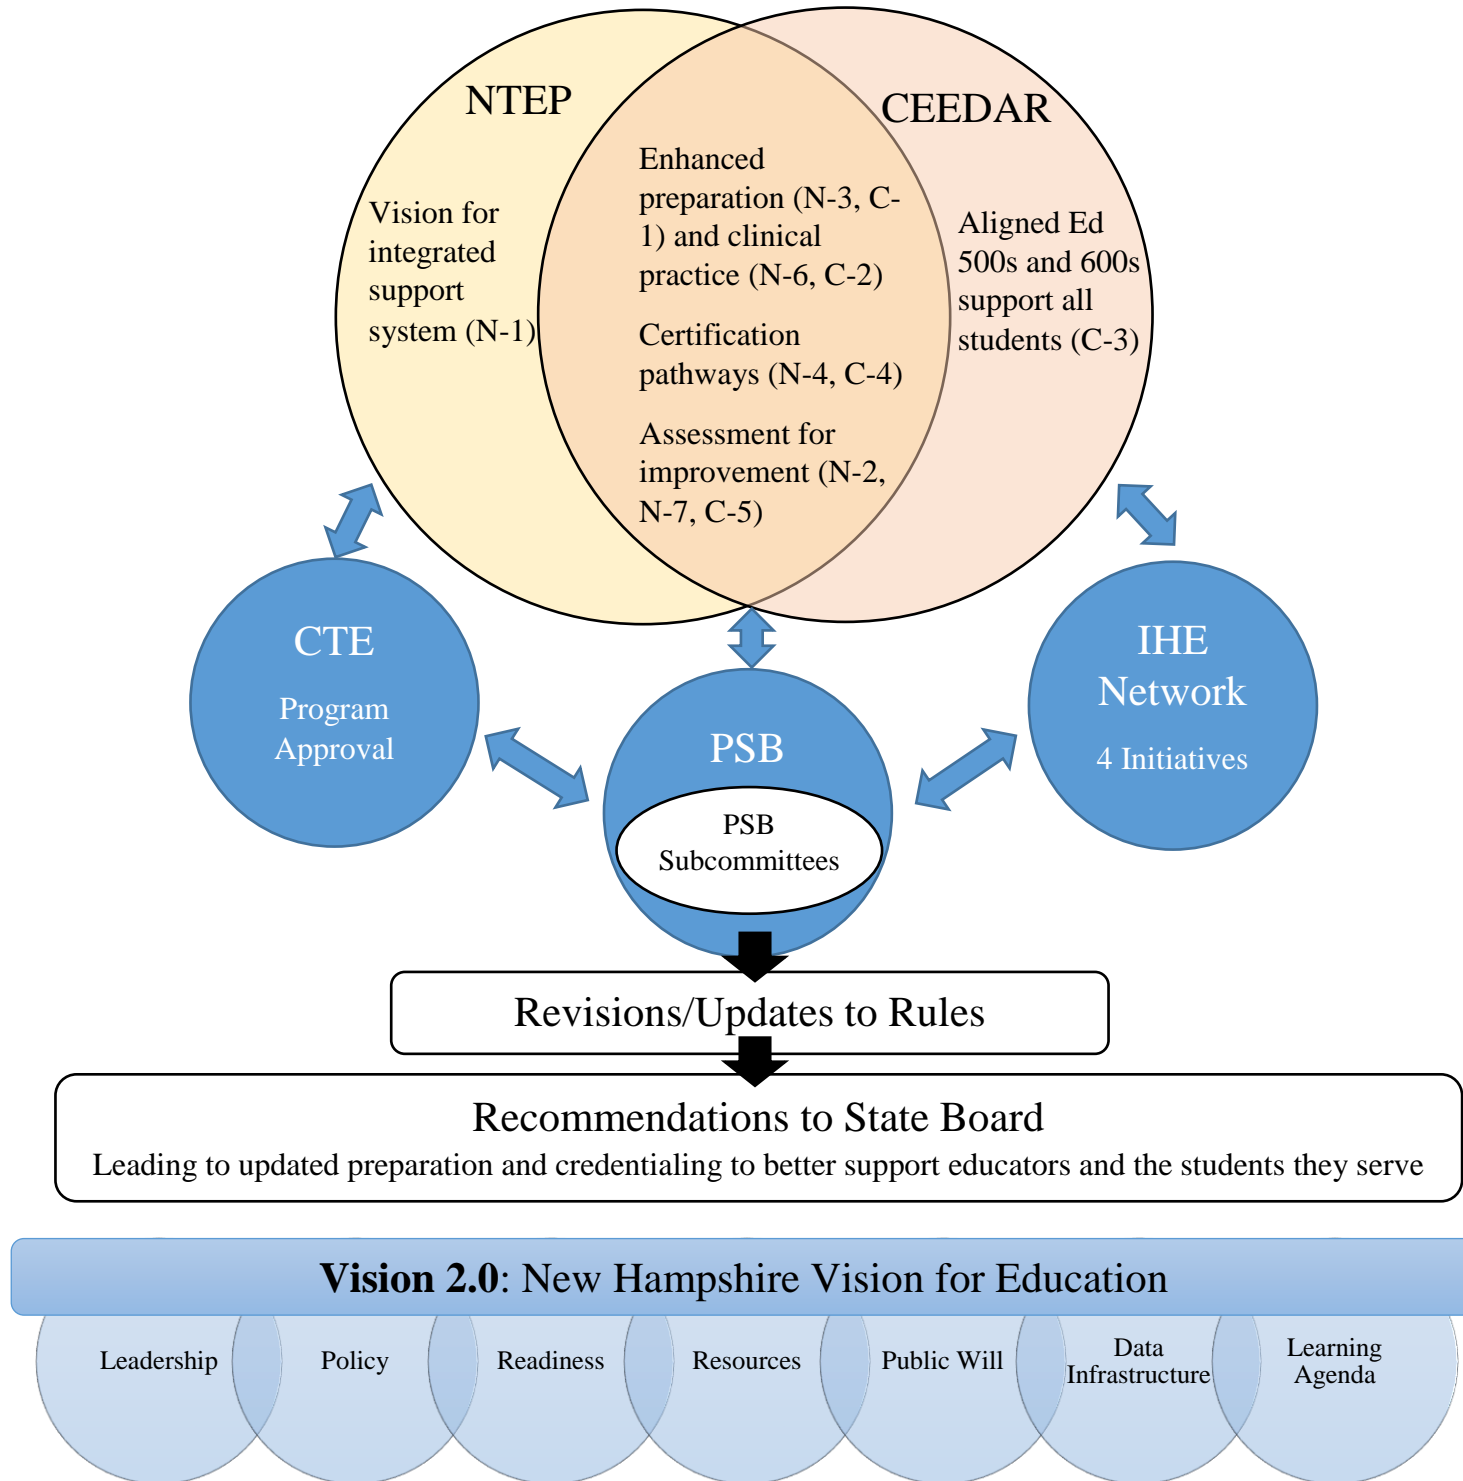 NTEP
CEEDAR
Vision for
integrated
support
system (N-1)
Enhanced
preparation (N-3, C-
1) and clinical
practice (N-6, C-2)
Certification
pathways (N-4, C-4)
Assessment for
improvement (N-2,
N-7, C-5)
Aligned Ed
500s and 600s
support all
students (C-3)
CTE
Program
Approval
PSB
PSB
Subcommittees
IHE
Network
4 Initiatives
Revisions/Updates to Rules
Recommendations to State Board
Leading to updated preparation and credentialing to better support educators and the students they serve
Vision 2.0: New Hampshire Vision for Education
Leadership
Policy
Readiness
Resources
Public Will
Data
Infrastructure
Learning
Agenda